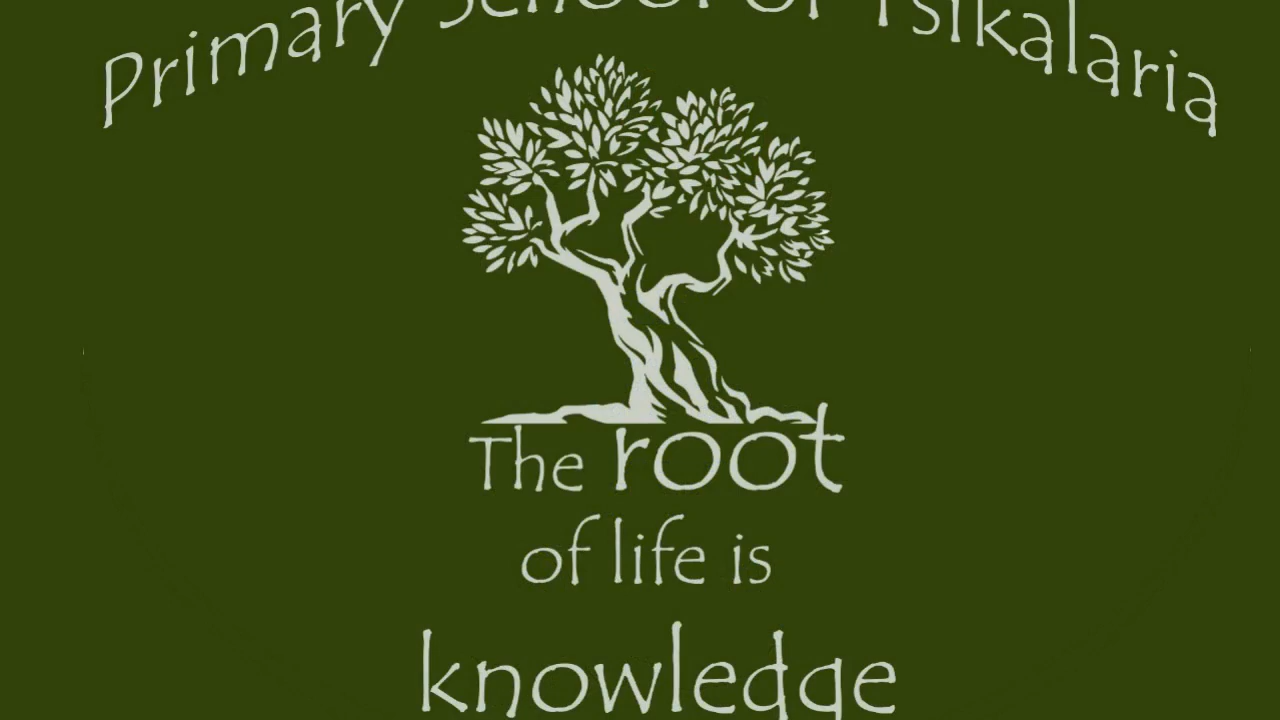 Primary School of Tsikalaria
The root
of life is
knowledge